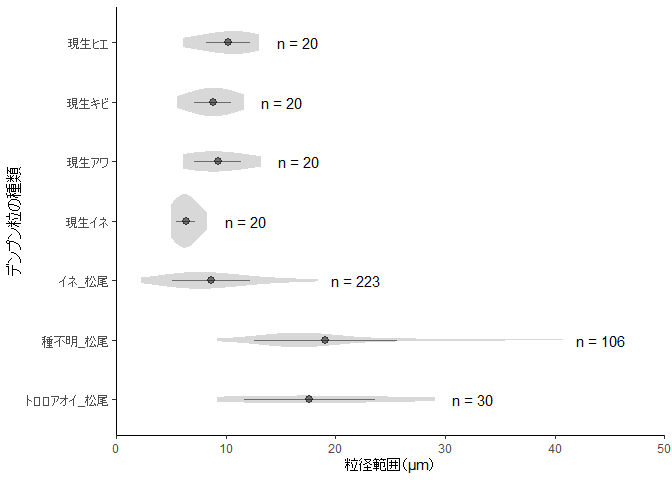 現生ヒエ n = 20
現生キビ n = 20
現生アワ n = 20
現生イネ n = 20
イネ_松尾 n = 223
種不明_松尾 n = 106
トロロアオイ_松尾 n = 30
デンプン粒の種類
0 10 20 30 40 50
粒径範囲(μm)